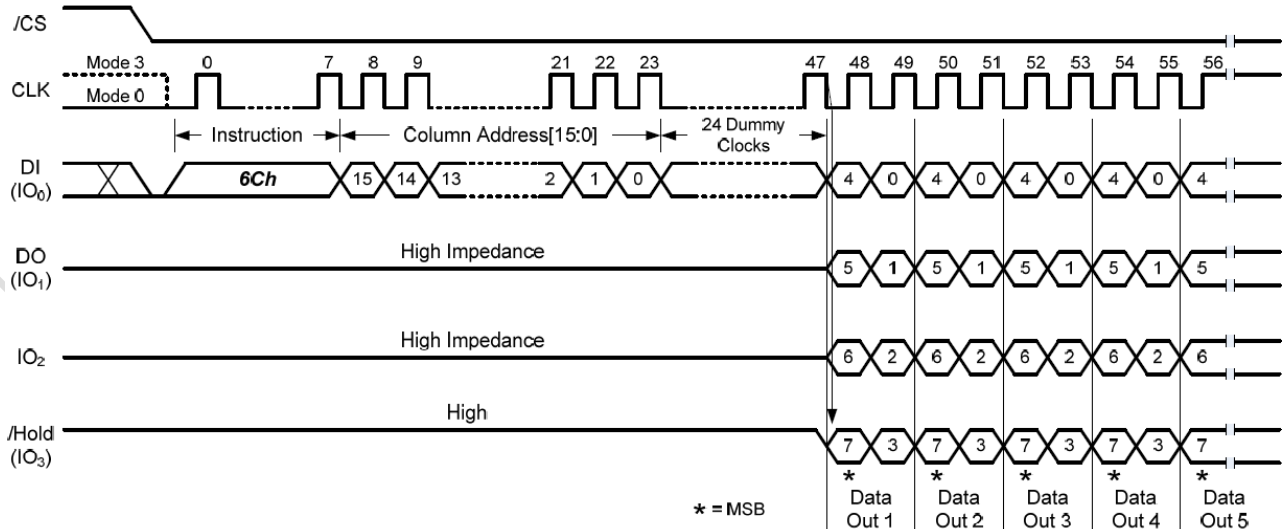 /CS
Mode 3 0 7 8 9 21 22 23 47 48 49 50 51 52 53 54 55 56
CLK
Mode 0
Instruction Column Address[15:0] 24 Dummy
Clocks
DI
(IO0)
6Ch 15 14 13 2 1 0 4 0 4 0 4 0 4 0 4
DO
(IO1)
High Impedance
5 1 5 1 5 1 5 1 5
IO2
High Impedance
6 2 6 2 6 2 6 2 6
/Hold
(IO3)
High
7 3 7 3 7 3 7 3 7
* * * * *
* = MSB
Data Out 1
Data Out 2
Data Out 3
Data Out 4
Data Out 5